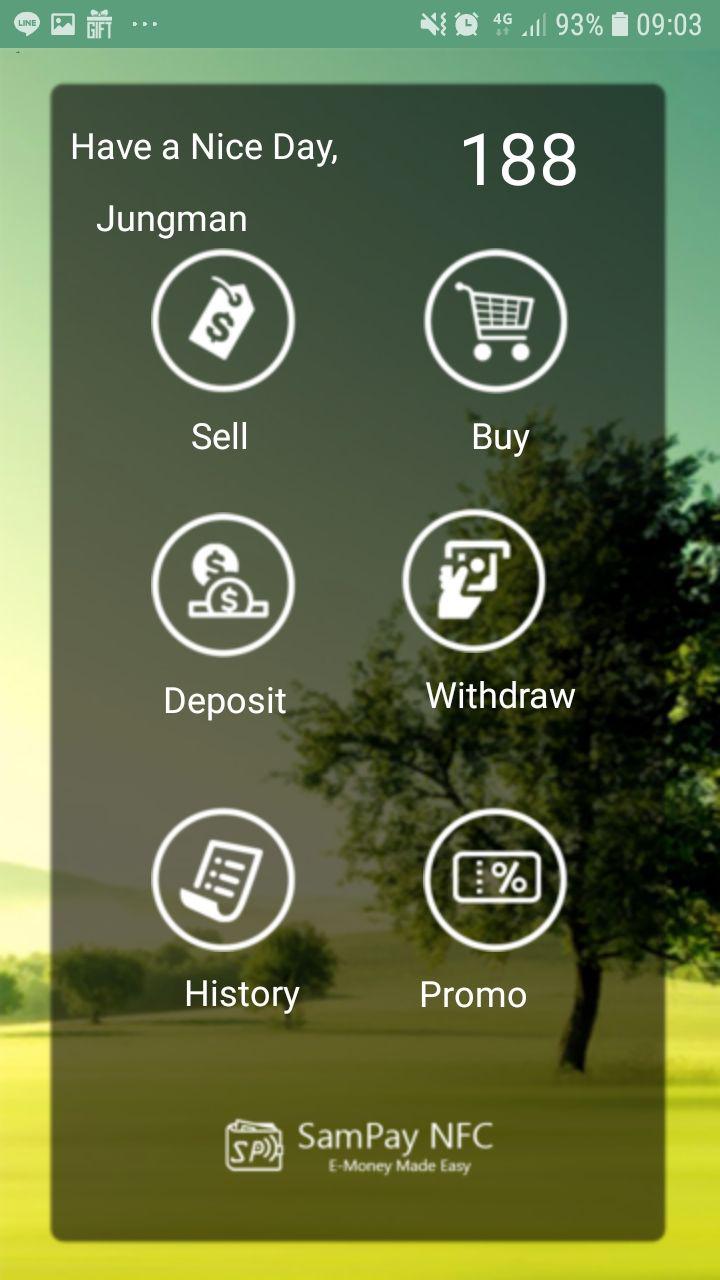 LINE GIFT 4G 93% 09:03
Have a Nice Day, 188
Jungman
$
Sell Buy
$ $
Deposit Withdraw
%
History Promo
SP SamPay NFC
E-Money Made Easy